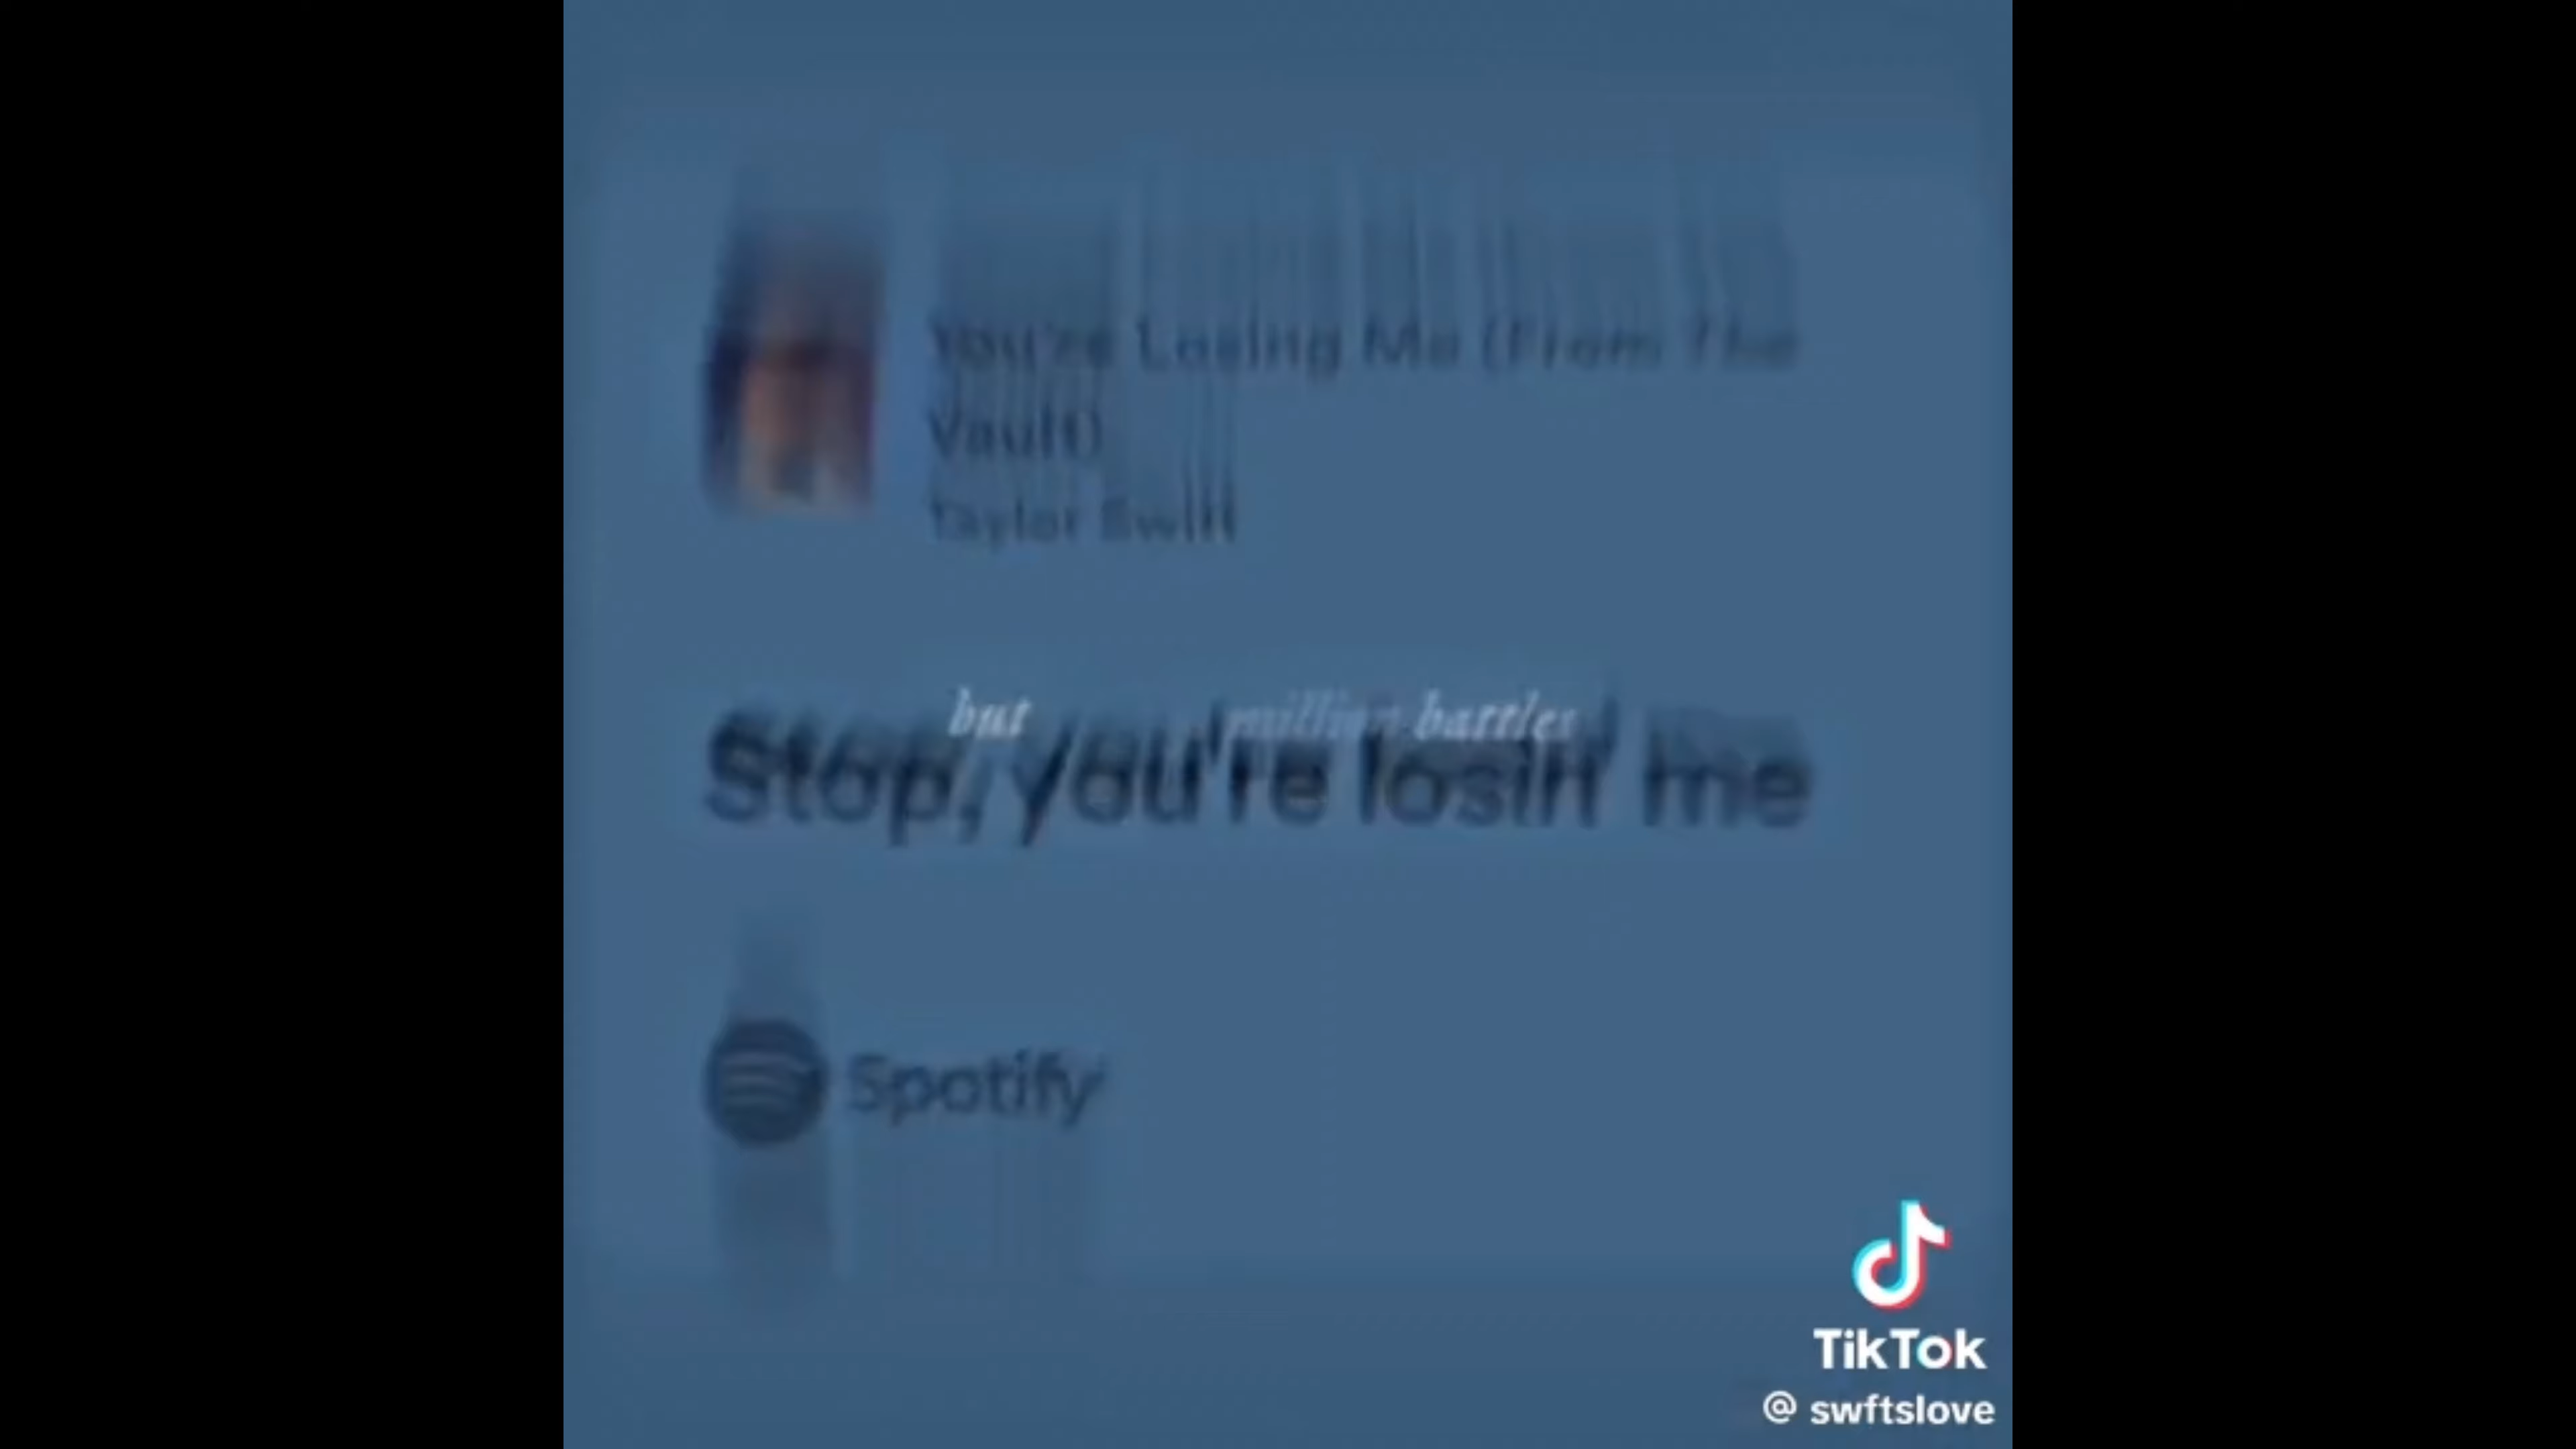 You're Losing Me (From The
Vault)
Taylor Swift
but million battles
Stop, you're losin' me
Spotify
TikTok
@ swftslove